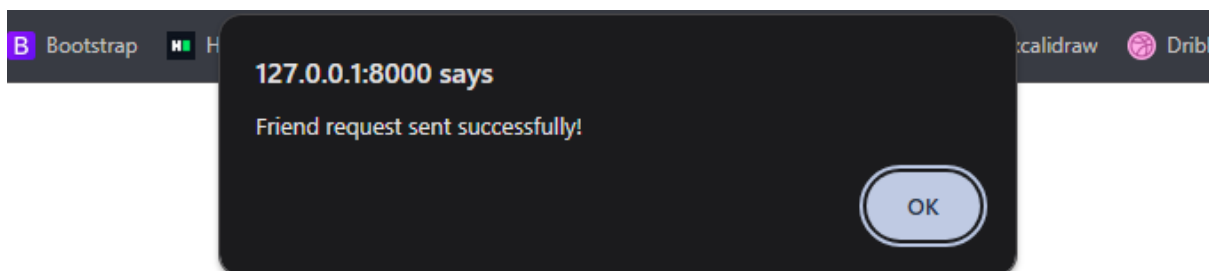 B Bootstrap H H calidraw Dribl
127.0.0.1:8000 says
Friend request sent successfully!
OK